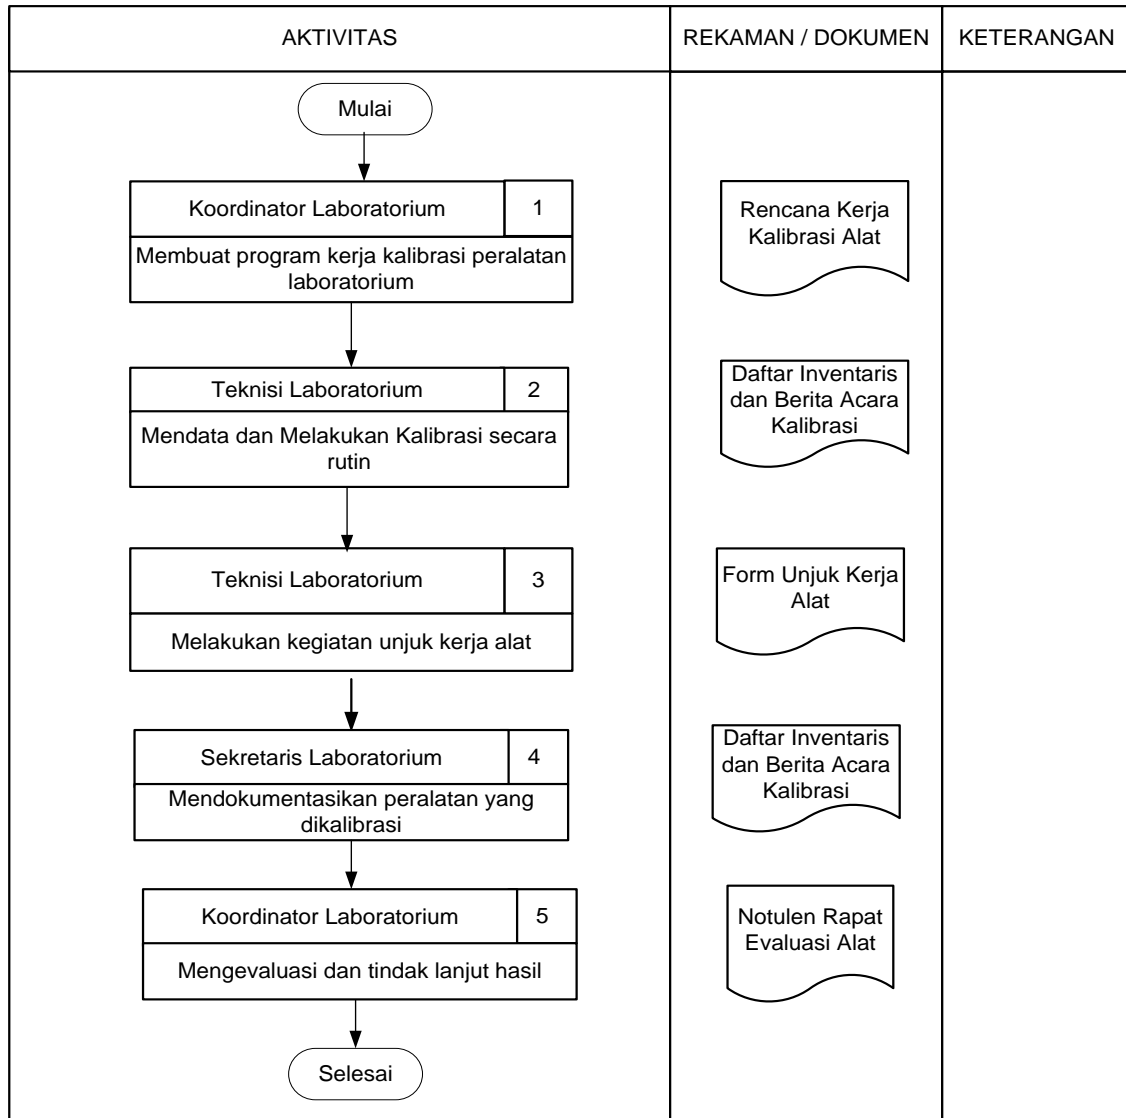 AKTIVITAS
REKAMAN / DOKUMEN
KETERANGAN
Mulai
Koordinator Laboratorium
1
Membuat program kerja kalibrasi peralatan
laboratorium
Rencana Kerja
Kalibrasi Alat
Teknisi Laboratorium
2
Mendata dan Melakukan Kalibrasi secara
rutin
Daftar Inventaris
dan Berita Acara
Kalibrasi
Teknisi Laboratorium
3
Melakukan kegiatan unjuk kerja alat
Form Unjuk Kerja
Alat
Sekretaris Laboratorium
4
Mendokumentasikan peralatan yang
dikalibrasi
Daftar Inventaris
dan Berita Acara
Kalibrasi
Koordinator Laboratorium
5
Mengevaluasi dan tindak lanjut hasil
Notulen Rapat
Evaluasi Alat
Selesai